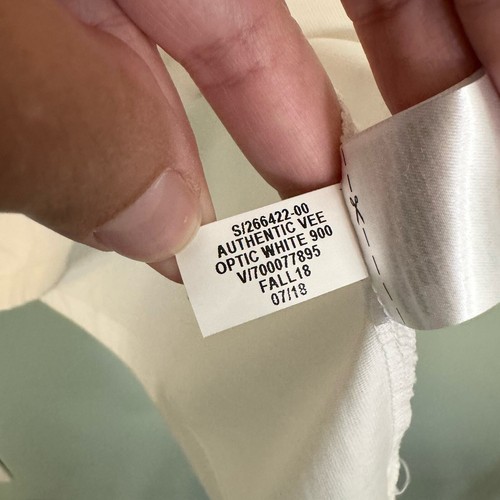 S/266422-00
AUTHENTIC VEE
OPTIC WHITE 900
V/700077895
FALL18
07/18